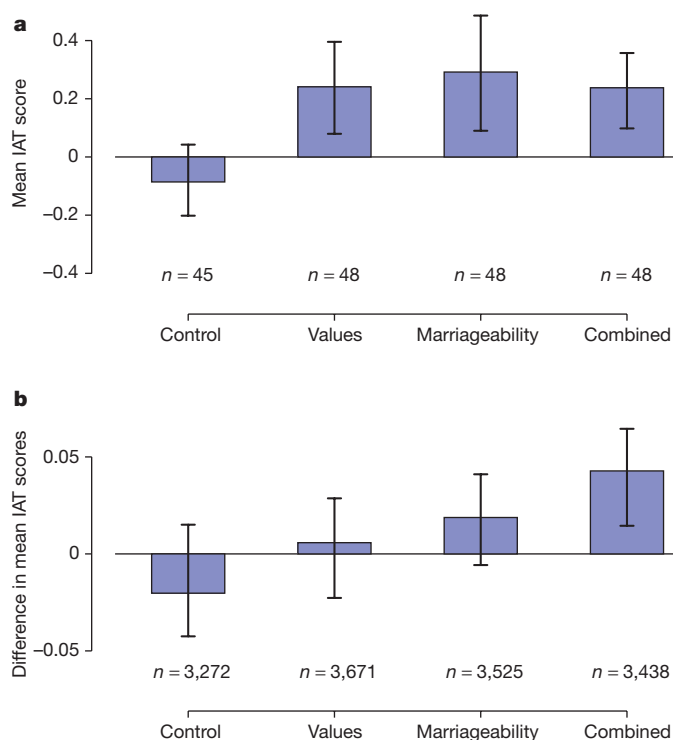 a
Mean IAT score
0.4
0.2
0
–0.2
–0.4
n = 45 n = 48 n = 48 n = 48
Control Values Marriageability Combined
b
Difference in mean IAT scores
0.05
0
–0.05
n = 3,272 n = 3,671 n = 3,525 n = 3,438
Control Values Marriageability Combined